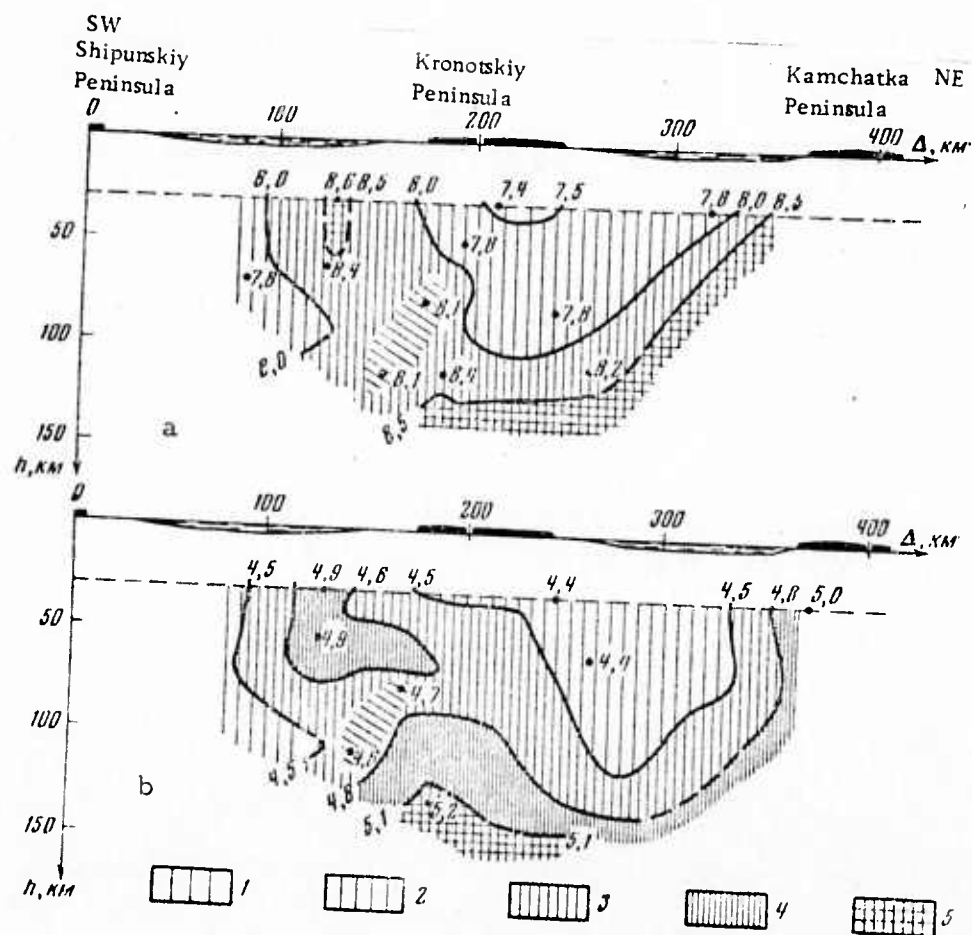 SW
Shipunskiy
Peninsula
Kronotskiy
Peninsula
Kamchatka NE
Peninsula
0 100 200 300 400 Δ, км
8,0 8,6 8,5 8,0 7,4 7,5 7,8 8,0 8,5
50
7,8
7,8 8,4
8,1 7,8
100
8,0 8,1 8,4 8,2
8,5
a
150
h, км
0 100 200 300 400 Δ, км
4,5 4,9 4,6 4,5 4,4 4,5 4,8 5,0
50
4,9
4,4
4,7
100
4,5
4,8
b
5,1 5,2 5,1
150
h, км
1 2 3 4 5